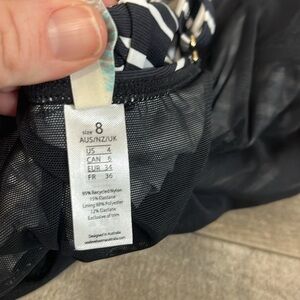 size 8
AUS/NZ/UK
US 4
CAN 6
EUR 34
FR 36
85% Recycled Nylon
15% Elastane
Lining 88% Polyester
12% Elastane
Exclusive of trim
Designed in Australia